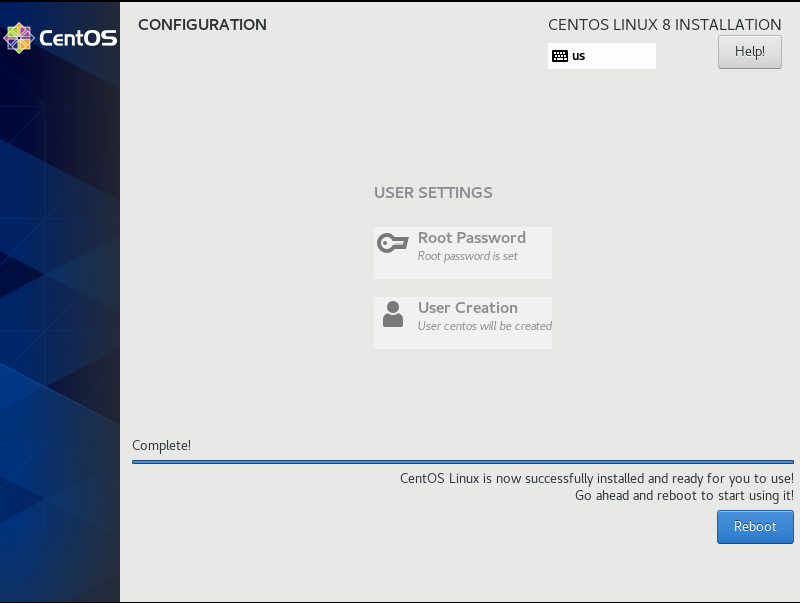 CentOS
CONFIGURATION
CENTOS LINUX 8 INSTALLATION
us
Help!
USER SETTINGS
Root Password
Root password is set
User Creation
User centos will be created
Complete!
CentOS Linux is now successfully installed and ready for you to use!
Go ahead and reboot to start using it!
Reboot